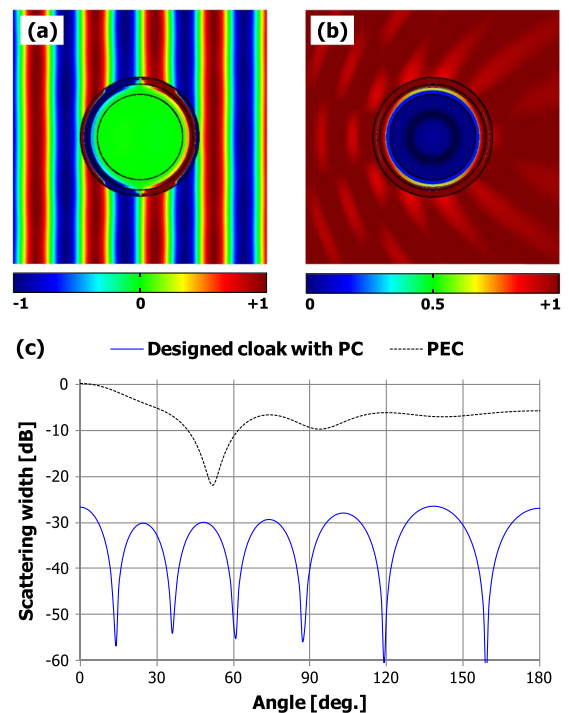 (a)
(b)
-1 0 +1
0 0.5 +1
(c)
Designed cloak with PC
PEC
Scattering width [dB]
0
-10
-20
-30
-40
-50
-60
0 30 60 90 120 150 180
Angle [deg.]